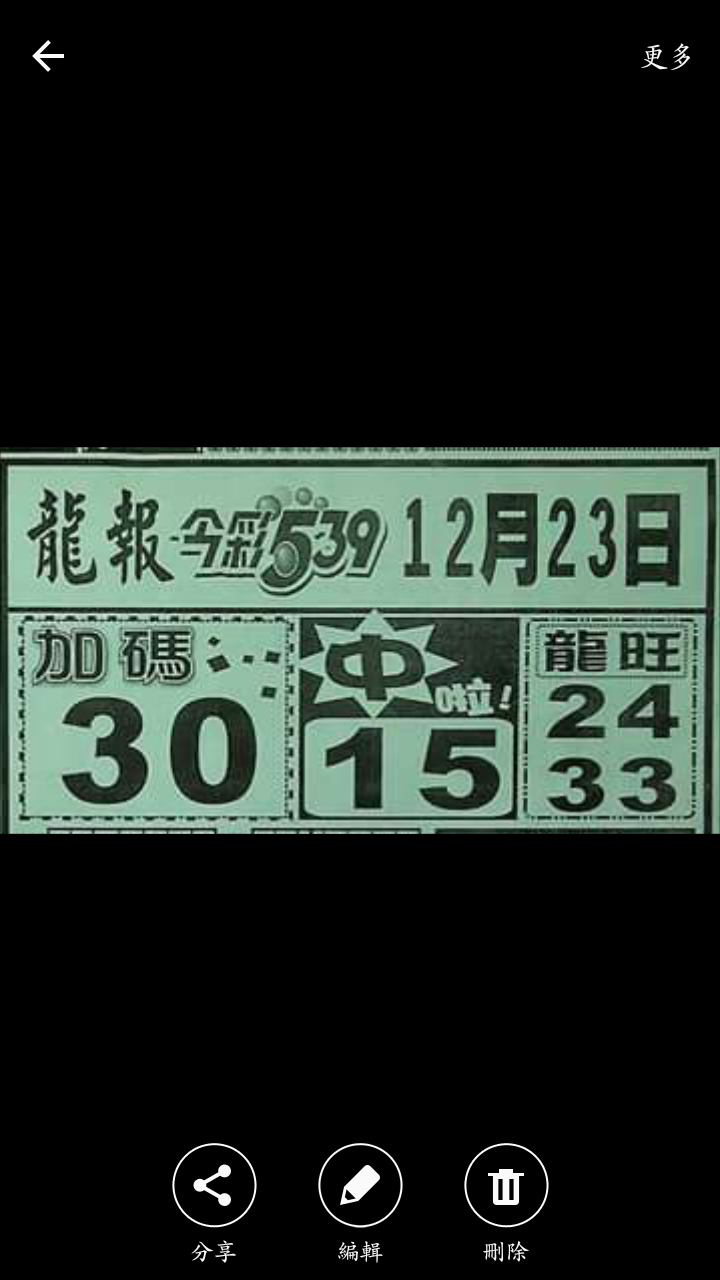 更多
龍報 今彩539 12月23日
加碼
30
中啦!
15
龍旺
24
33
分享 編輯 刪除